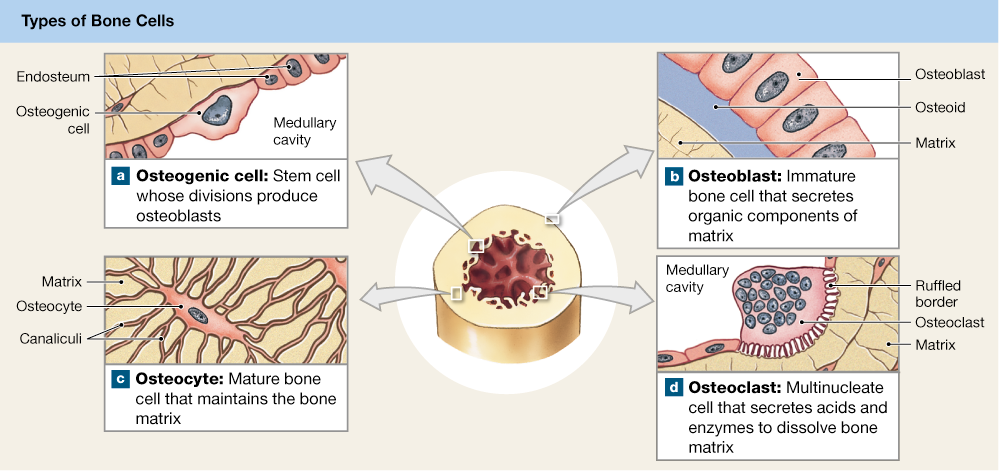 Types of Bone Cells
Endosteum
Osteogenic
cell
Medullary
cavity
a Osteogenic cell: Stem cell
whose divisions produce
osteoblasts
Osteoblast
Osteoid
Matrix
b Osteoblast: Immature
bone cell that secretes
organic components of
matrix
Matrix
Osteocyte
Canaliculi
c Osteocyte: Mature bone
cell that maintains the bone
matrix
Medullary
cavity
Ruffled
border
Osteoclast
Matrix
d Osteoclast: Multinucleate
cell that secretes acids and
enzymes to dissolve bone
matrix